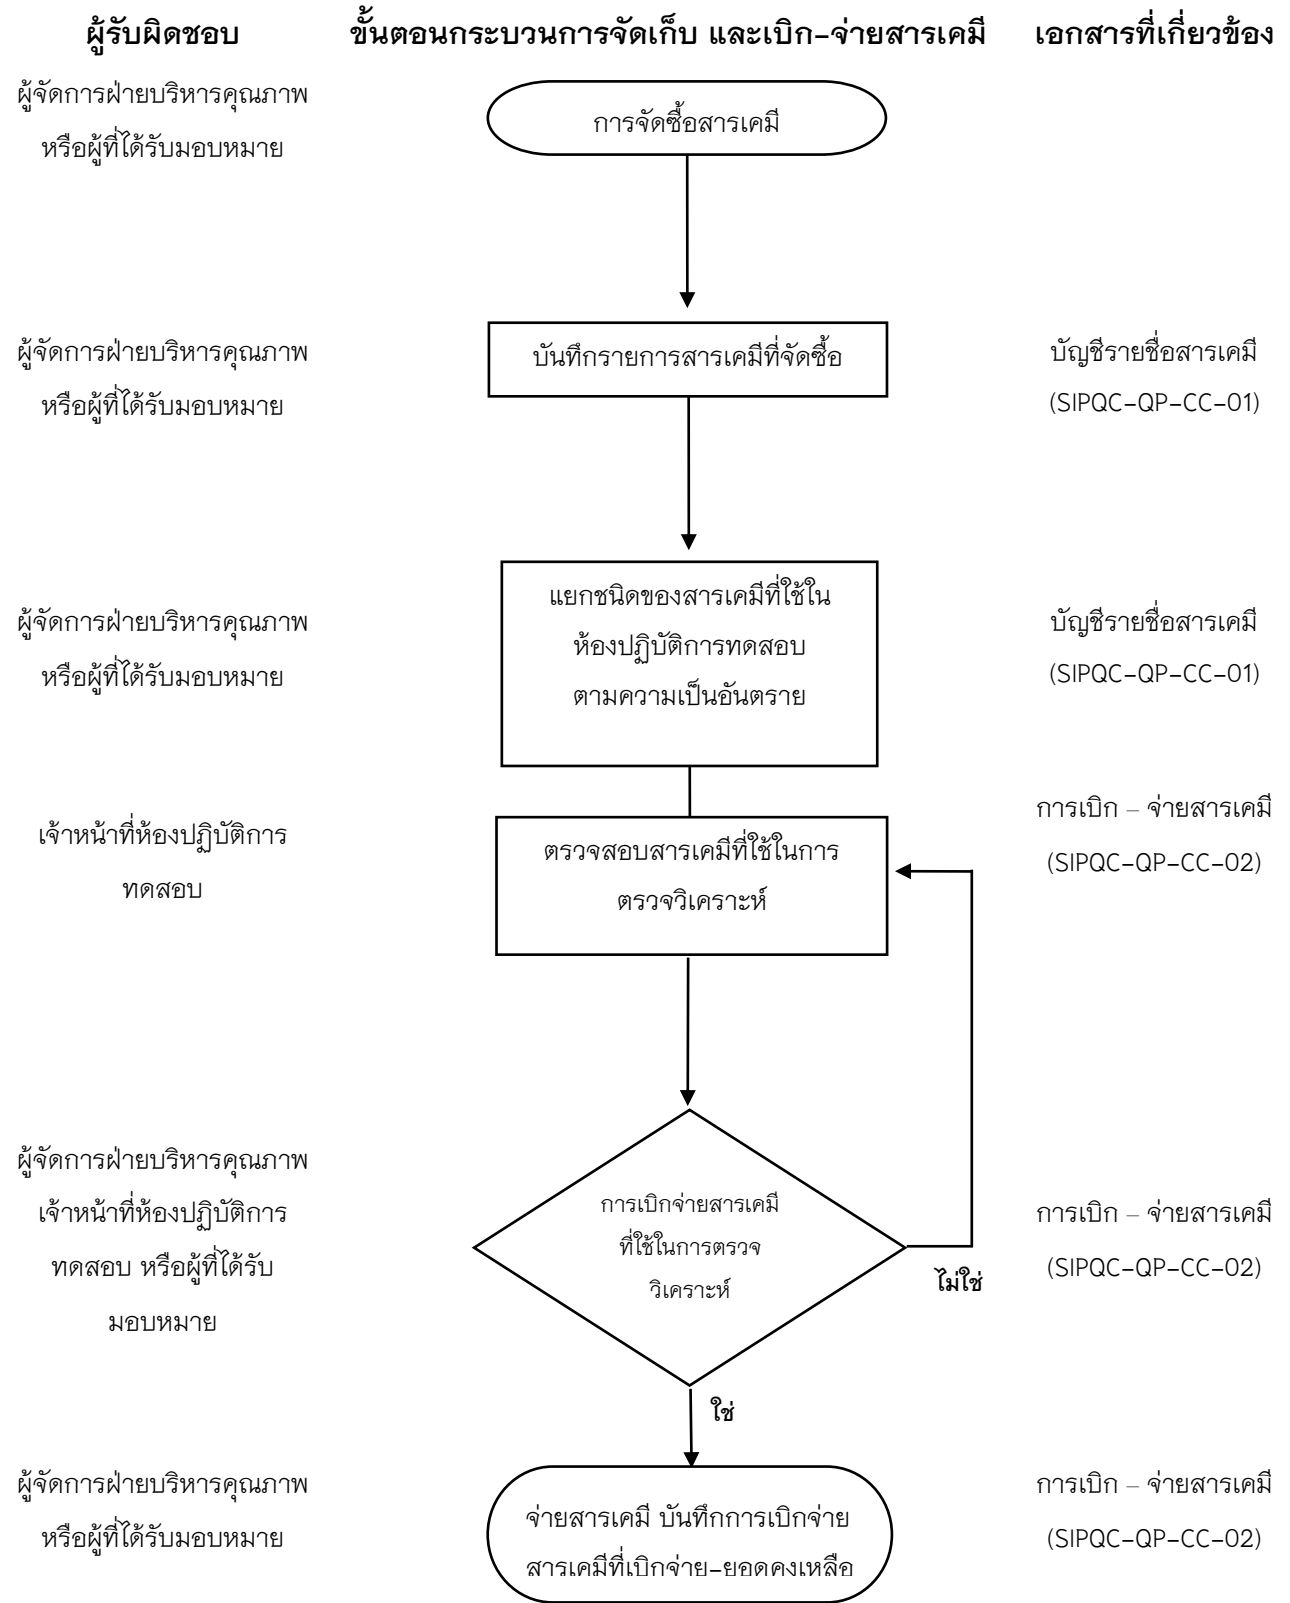 ผู้รับผิดชอบ
ขั้นตอนกระบวนการจัดเก็บ และเบิก-จ่ายสารเคมี
เอกสารที่เกี่ยวข้อง
ผู้จัดการฝ่ายบริหารคุณภาพ
หรือผู้ที่ได้รับมอบหมาย
การจัดซื้อสารเคมี
ผู้จัดการฝ่ายบริหารคุณภาพ
หรือผู้ที่ได้รับมอบหมาย
บันทึกรายการสารเคมีที่จัดซื้อ
บัญชีรายชื่อสารเคมี
(SIPQC-QP-CC-01)
ผู้จัดการฝ่ายบริหารคุณภาพ
หรือผู้ที่ได้รับมอบหมาย
แยกชนิดของสารเคมีที่ใช้ใน
ห้องปฏิบัติการทดสอบ
ตามความเป็นอันตราย
บัญชีรายชื่อสารเคมี
(SIPQC-QP-CC-01)
เจ้าหน้าที่ห้องปฏิบัติการ
ทดสอบ
ตรวจสอบสารเคมีที่ใช้ในการ
ตรวจวิเคราะห์
การเบิก – จ่ายสารเคมี
(SIPQC-QP-CC-02)
ผู้จัดการฝ่ายบริหารคุณภาพ
เจ้าหน้าที่ห้องปฏิบัติการ
ทดสอบ หรือผู้ที่ได้รับ
มอบหมาย
การเบิกจ่ายสารเคมี
ที่ใช้ในการตรวจ
วิเคราะห์
ไม่ใช่
การเบิก – จ่ายสารเคมี
(SIPQC-QP-CC-02)
ใช่
ผู้จัดการฝ่ายบริหารคุณภาพ
หรือผู้ที่ได้รับมอบหมาย
จ่ายสารเคมี บันทึกการเบิกจ่าย
สารเคมีที่เบิกจ่าย-ยอดคงเหลือ
การเบิก – จ่ายสารเคมี
(SIPQC-QP-CC-02)